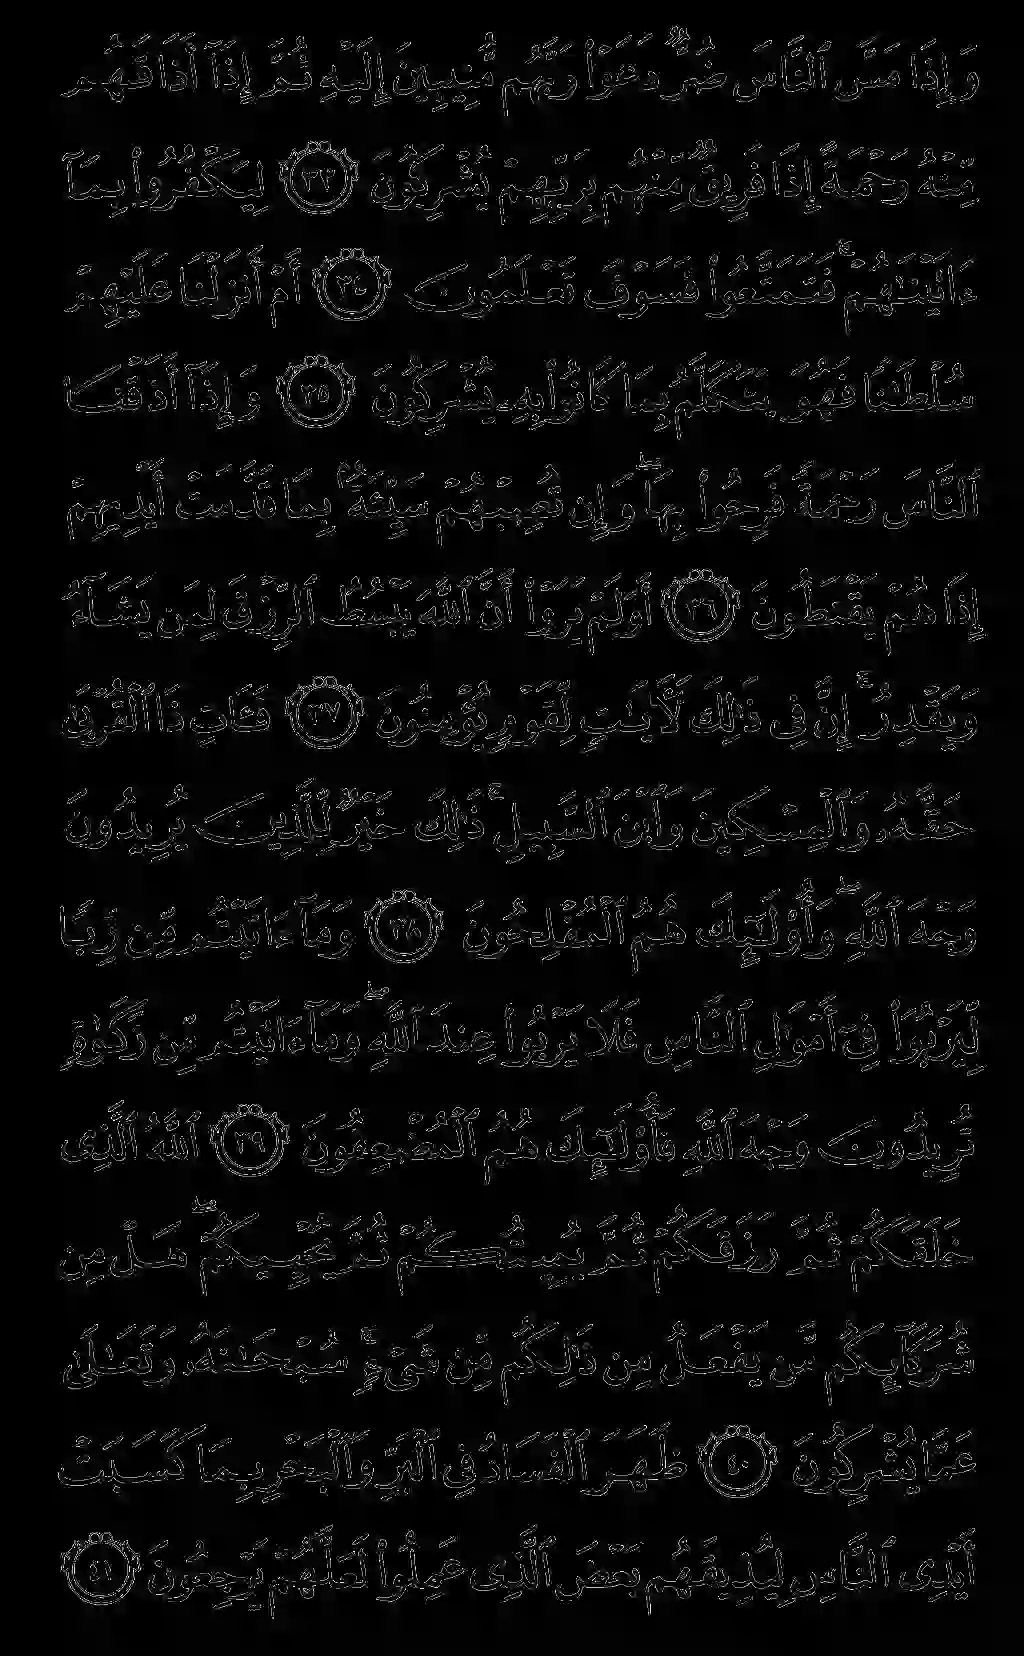 وَإِذَا مَسَّ ٱلنَّاسَ ضُرٌّ دَعَوْا۟ رَبَّهُم مُّنِيبِينَ إِلَيْهِ ثُمَّ إِذَآ أَذَاقَهُم
مِّنْهُ رَحْمَةً إِذَا فَرِيقٌ مِّنْهُم بِرَبِّهِمْ يُشْرِكُونَ ٣٣ لِيَكْفُرُوا۟ بِمَآ
ءَاتَيْنَٰهُمْ ۚ فَتَمَتَّعُوا۟ فَسَوْفَ تَعْلَمُونَ ٣٤ أَمْ أَنزَلْنَا عَلَيْهِمْ
سُلْطَٰنًا فَهُوَ يَتَكَلَّمُ بِمَا كَانُوا۟ بِهِۦ يُشْرِكُونَ ٣٥ وَإِذَآ أَذَقْنَا
ٱلنَّاسَ رَحْمَةً فَرِحُوا۟ بِهَا ۖ وَإِن تُصِبْهُمْ سَيِّئَةٌۢ بِمَا قَدَّمَتْ أَيْدِيهِمْ
إِذَا هُمْ يَقْنَطُونَ ٣٦ أَوَلَمْ يَرَوْا۟ أَنَّ ٱللَّهَ يَبْسُطُ ٱلرِّزْقَ لِمَن يَشَآءُ
وَيَقْدِرُ ۚ إِنَّ فِى ذَٰلِكَ لَءَايَٰتٍ لِّقَوْمٍ يُؤْمِنُونَ ٣٧ فَـَٔاتِ ذَا ٱلْقُرْبَىٰ
حَقَّهُۥ وَٱلْمِسْكِينَ وَٱبْنَ ٱلسَّبِيلِ ۚ ذَٰلِكَ خَيْرٌ لِّلَّذِينَ يُرِيدُونَ
وَجْهَ ٱللَّهِ ۖ وَأُو۟لَٰٓئِكَ هُمُ ٱلْمُفْلِحُونَ ٣٨ وَمَآ ءَاتَيْتُم مِّن رِّبًا
لِّيَرْبُوَا۟ فِىٓ أَمْوَٰلِ ٱلنَّاسِ فَلَا يَرْبُوا۟ عِندَ ٱللَّهِ ۖ وَمَآ ءَاتَيْتُم مِّن زَكَوٰةٍ
تُرِيدُونَ وَجْهَ ٱللَّهِ فَأُو۟لَٰٓئِكَ هُمُ ٱلْمُضْعِفُونَ ٣٩ ٱللَّهُ ٱلَّذِى
خَلَقَكُمْ ثُمَّ رَزَقَكُمْ ثُمَّ يُمِيتُكُمْ ثُمَّ يُحْيِيكُمْ ۖ هَلْ مِن
شُرَكَآئِكُم مَّن يَفْعَلُ مِن ذَٰلِكُم مِّن شَىْءٍ ۚ سُبْحَٰنَهُۥ وَتَعَٰلَىٰ
عَمَّا يُشْرِكُونَ ٤٠ ظَهَرَ ٱلْفَسَادُ فِى ٱلْبَرِّ وَٱلْبَحْرِ بِمَا كَسَبَتْ
أَيْدِى ٱلنَّاسِ لِيُذِيقَهُم بَعْضَ ٱلَّذِى عَمِلُوا۟ لَعَلَّهُمْ يَرْجِعُونَ ٤١